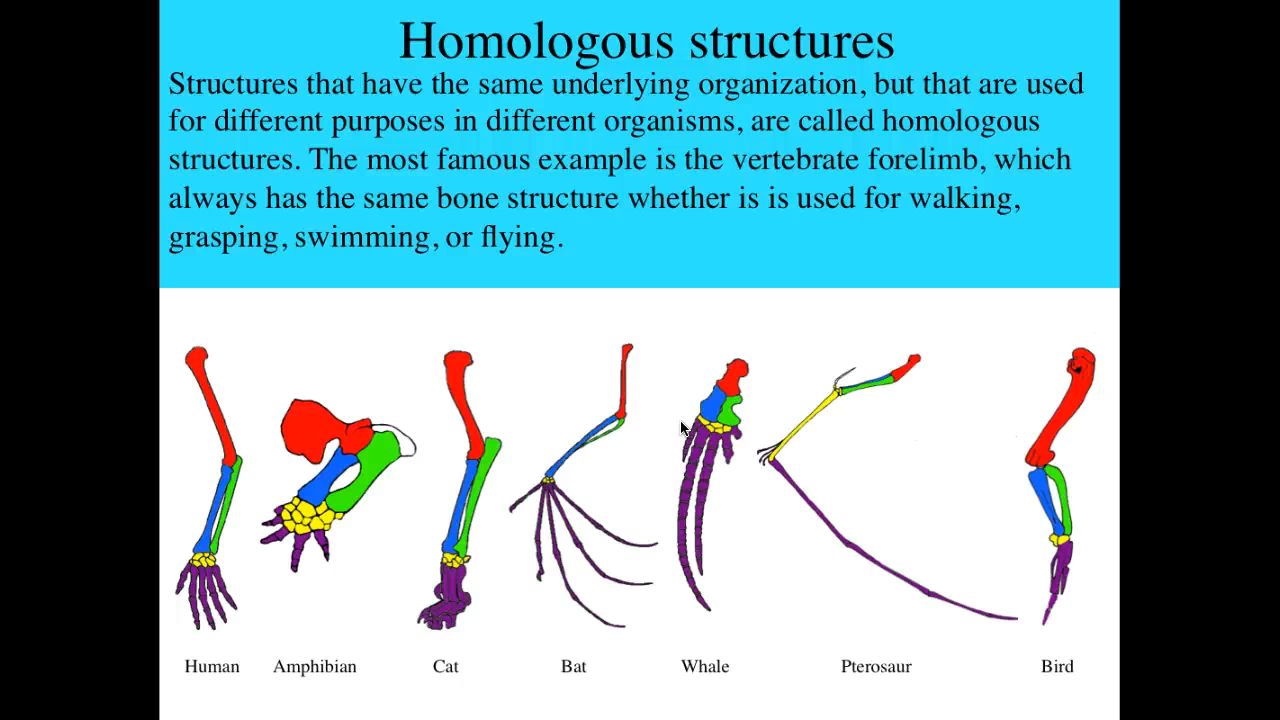 Homologous structures
Structures that have the same underlying organization, but that are used
for different purposes in different organisms, are called homologous
structures. The most famous example is the vertebrate forelimb, which
always has the same bone structure whether is is used for walking,
grasping, swimming, or flying.
Human Amphibian Cat Bat Whale Pterosaur Bird